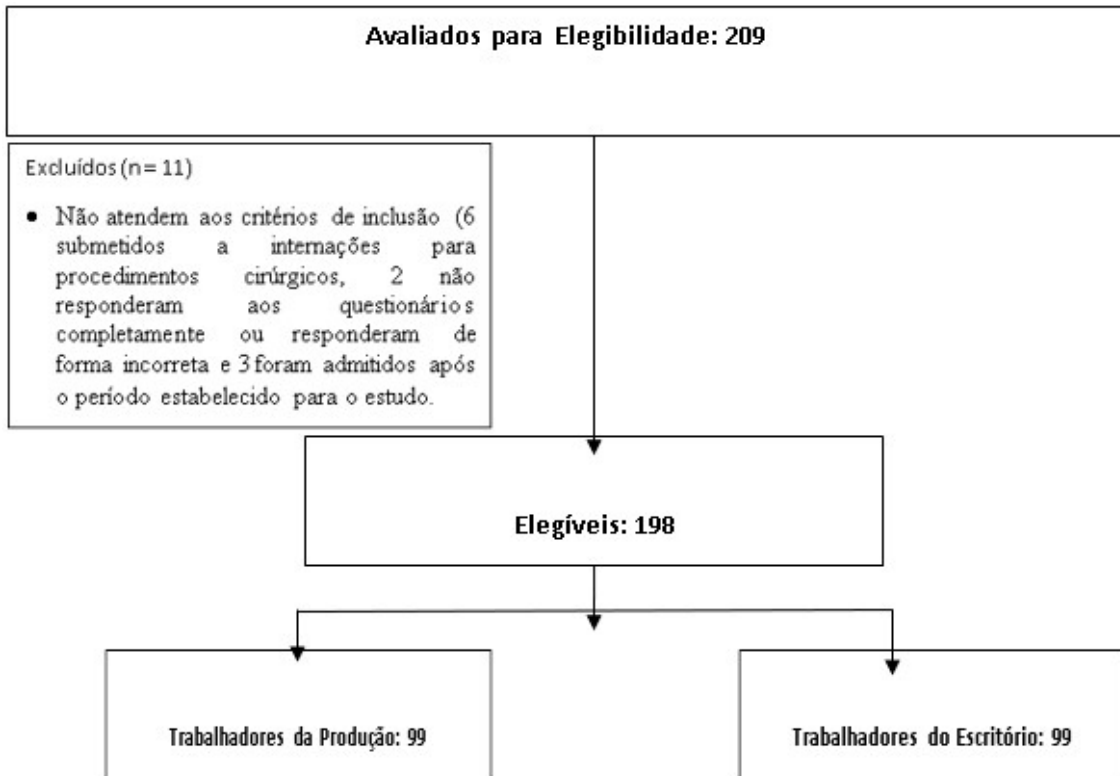 Avaliados para Elegibilidade: 209
Excluídos (n= 11)
• Não atendem aos critérios de inclusão (6
submetidos a internações para
procedimentos cirúrgicos, 2 não
responderam aos questionários
completamente ou responderam de
forma incorreta e 3 foram admitidos após
o período estabelecido para o estudo.
Elegíveis: 198
Trabalhadores da Produção: 99
Trabalhadores do Escritório: 99